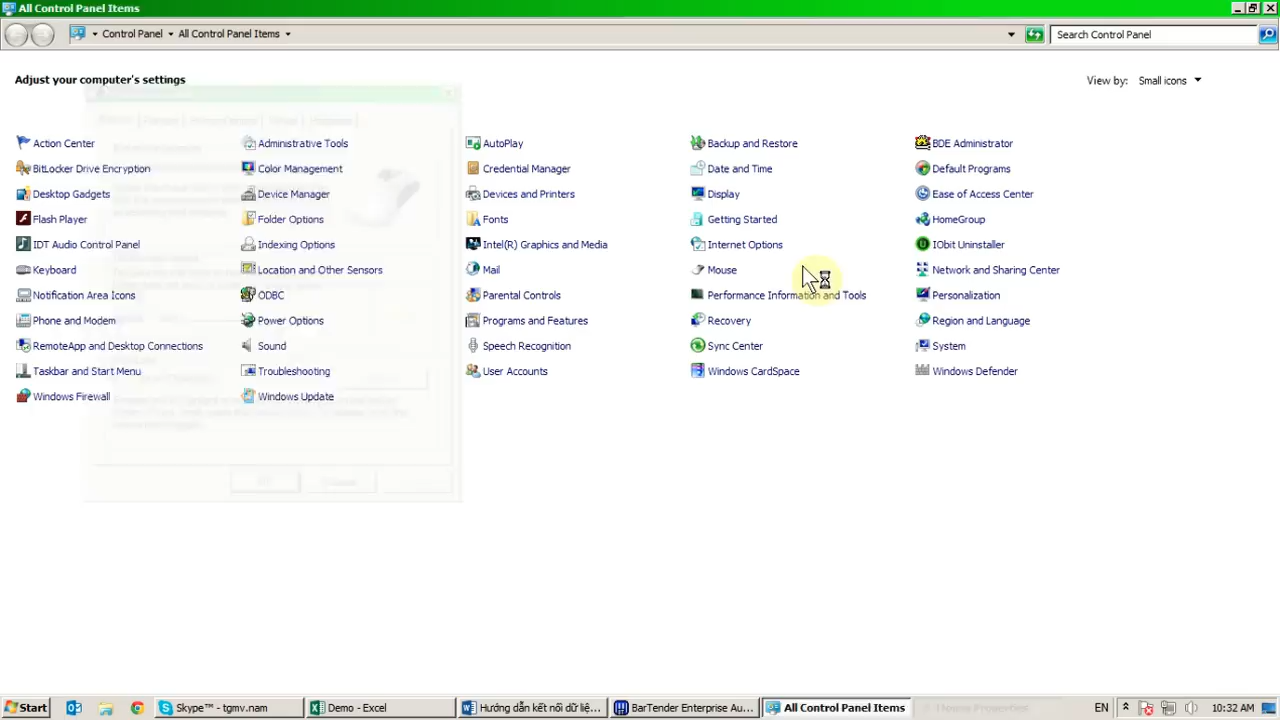 All Control Panel Items
Control Panel All Control Panel Items
Search Control Panel
Adjust your computer's settings
View by: Small icons
Action Center
Administrative Tools
AutoPlay
Backup and Restore
BDE Administrator
BitLocker Drive Encryption
Color Management
Credential Manager
Date and Time
Default Programs
Desktop Gadgets
Device Manager
Devices and Printers
Display
Ease of Access Center
Flash Player
Folder Options
Fonts
Getting Started
HomeGroup
IDT Audio Control Panel
Indexing Options
Intel(R) Graphics and Media
Internet Options
IObit Uninstaller
Keyboard
Location and Other Sensors
Mail
Mouse
Network and Sharing Center
Notification Area Icons
ODBC
Parental Controls
Performance Information and Tools
Personalization
Phone and Modem
Power Options
Programs and Features
Recovery
Region and Language
RemoteApp and Desktop Connections
Sound
Speech Recognition
Sync Center
System
Taskbar and Start Menu
Troubleshooting
User Accounts
Windows CardSpace
Windows Defender
Windows Firewall
Windows Update
Start
Skype™ - tgmv.nam
Demo - Excel
Hướng dẫn kết nối dữ liệ...
BarTender Enterprise Au...
All Control Panel Items
Mouse Properties
EN
10:32 AM